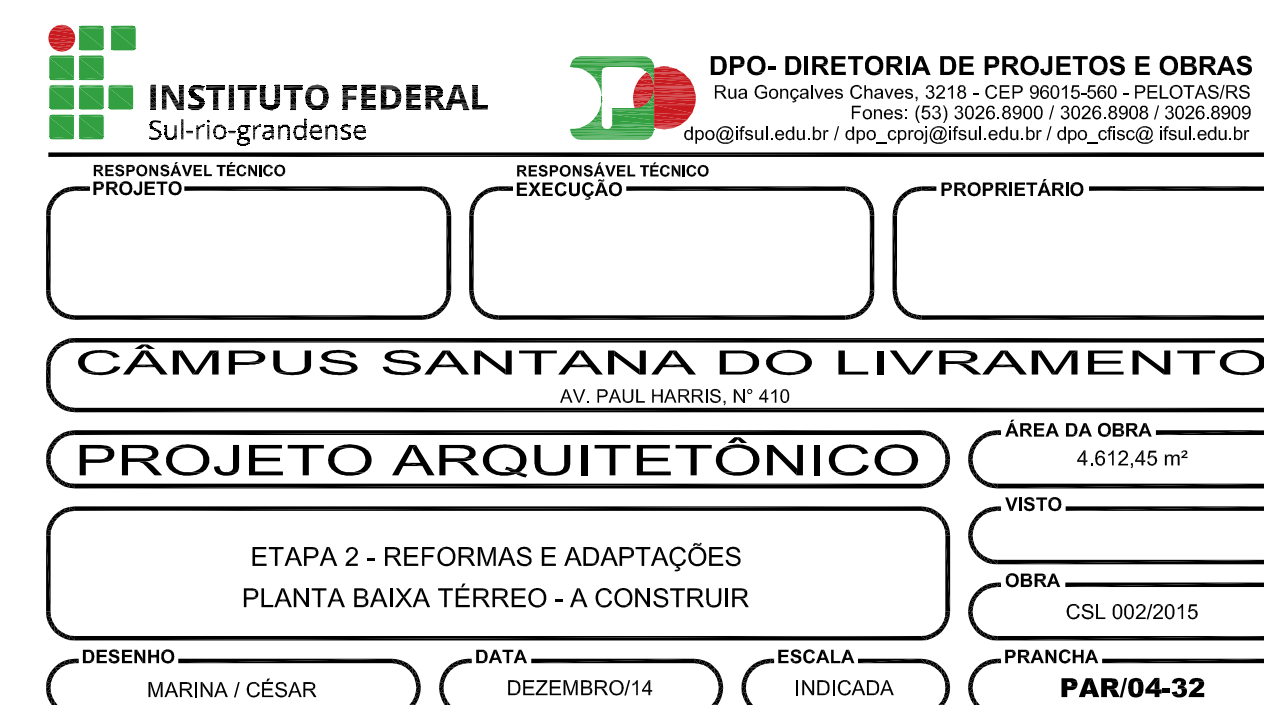 INSTITUTO FEDERAL
Sul-rio-grandense
DPO- DIRETORIA DE PROJETOS E OBRAS
Rua Gonçalves Chaves, 3218 - CEP 96015-560 - PELOTAS/RS
Fones: (53) 3026.8900 / 3026.8908 / 3026.8909
dpo@ifsul.edu.br / dpo_cproj@ifsul.edu.br / dpo_cfisc@ ifsul.edu.br
RESPONSÁVEL TÉCNICO
PROJETO
RESPONSÁVEL TÉCNICO
EXECUÇÃO
PROPRIETÁRIO
CÂMPUS SANTANA DO LIVRAMENTO
AV. PAUL HARRIS, N° 410
PROJETO ARQUITETÔNICO
ÁREA DA OBRA
4.612,45 m²
VISTO
ETAPA 2 - REFORMAS E ADAPTAÇÕES
PLANTA BAIXA TÉRREO - A CONSTRUIR
OBRA
CSL 002/2015
DESENHO
MARINA / CÉSAR
DATA
DEZEMBRO/14
ESCALA
INDICADA
PRANCHA
PAR/04-32